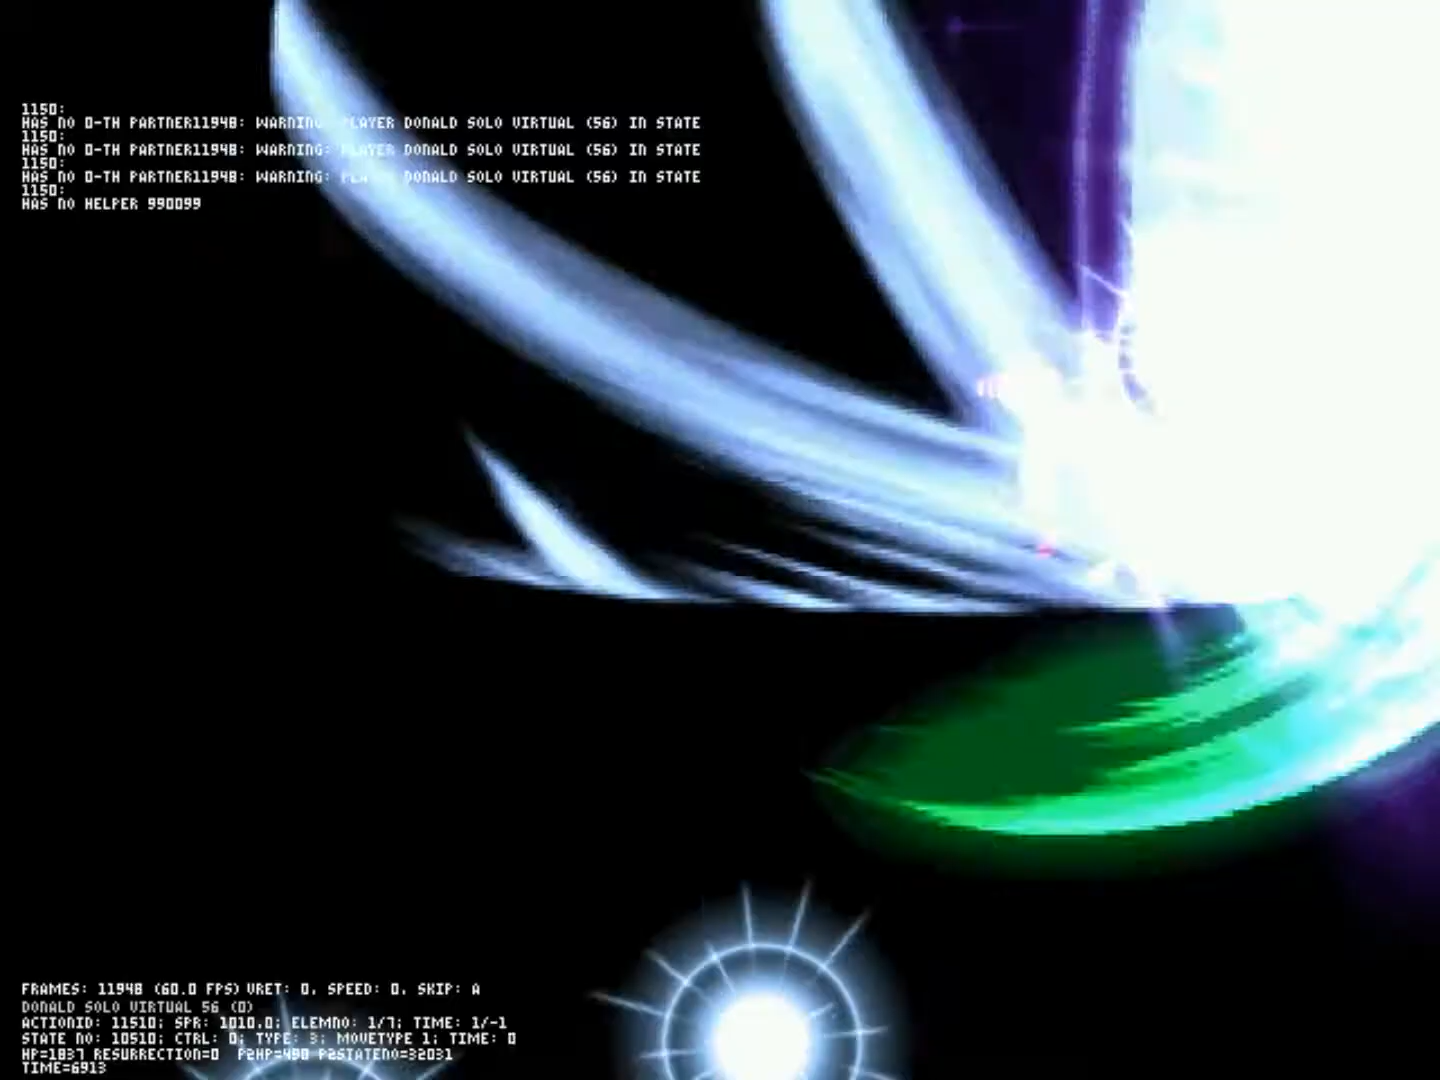 1150:
HAS NO 0-TH PARTNER11948: WARNING: PLAYER DONALD SOLO VIRTUAL (56) IN STATE
1150:
HAS NO 0-TH PARTNER11948: WARNING: PLAYER DONALD SOLO VIRTUAL (56) IN STATE
1150:
HAS NO 0-TH PARTNER11948: WARNING: PLAYER DONALD SOLO VIRTUAL (56) IN STATE
1150:
HAS NO HELPER 990099
FRAMES: 11948 (60.0 FPS) VRET: 0. SPEED: 0. SKIP: A
DONALD SOLO VIRTUAL 56 (0)
ACTIONID: 11510; SPR: 1010.0; ELEMNO: 1/7; TIME: 1/-1
STATE NO: 10510; CTRL: 0; TYPE: 3; MOVETYPE 1; TIME: 0
HP=1837 RESURRECTION=0 P2HP=490 P2STATENO=32031
TIME=6913